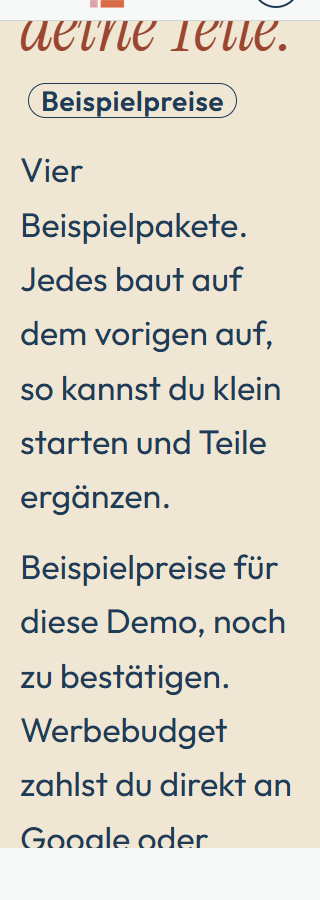 deine Teile.
Beispielpreise
Vier
Beispielpakete.
Jedes baut auf
dem vorigen auf,
so kannst du klein
starten und Teile
ergänzen.
Beispielpreise für
diese Demo, noch
zu bestätigen.
Werbebudget
zahlst du direkt an
Google oder